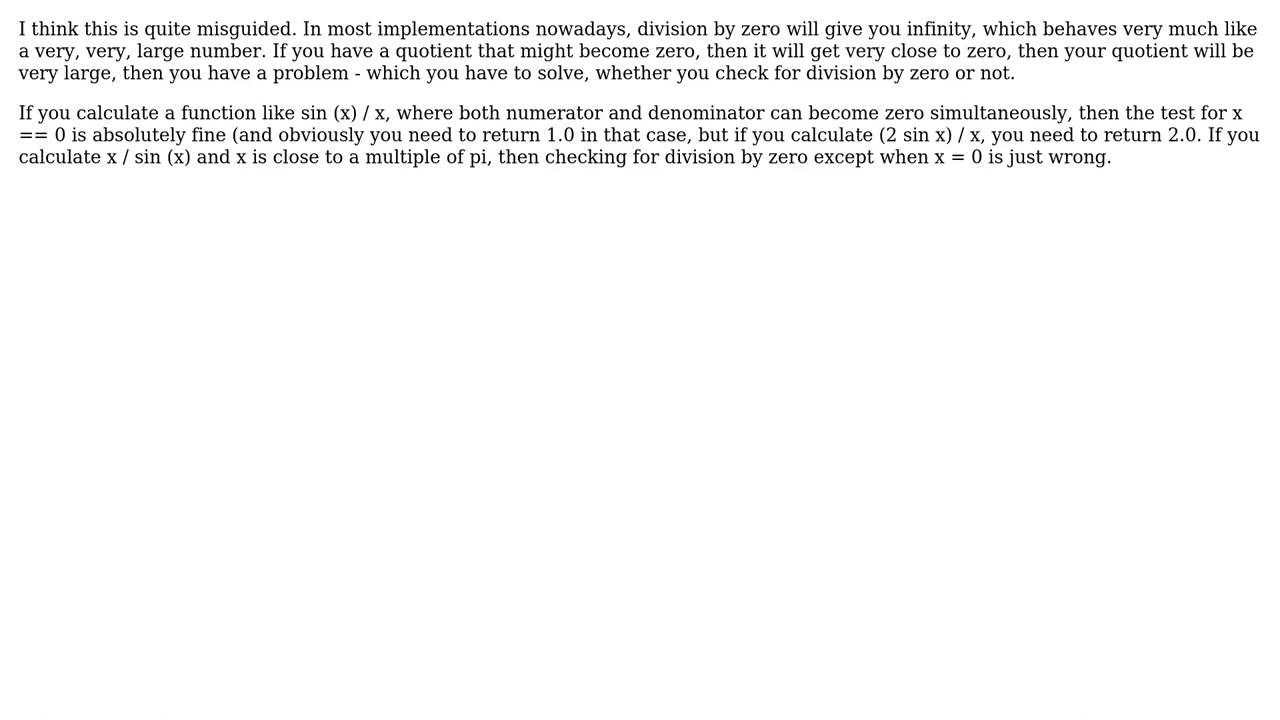 I think this is quite misguided. In most implementations nowadays, division by zero will give you infinity, which behaves very much like
a very, very, large number. If you have a quotient that might become zero, then it will get very close to zero, then your quotient will be
very large, then you have a problem - which you have to solve, whether you check for division by zero or not.
If you calculate a function like sin (x) / x, where both numerator and denominator can become zero simultaneously, then the test for x
== 0 is absolutely fine (and obviously you need to return 1.0 in that case, but if you calculate (2 sin x) / x, you need to return 2.0. If you
calculate x / sin (x) and x is close to a multiple of pi, then checking for division by zero except when x = 0 is just wrong.